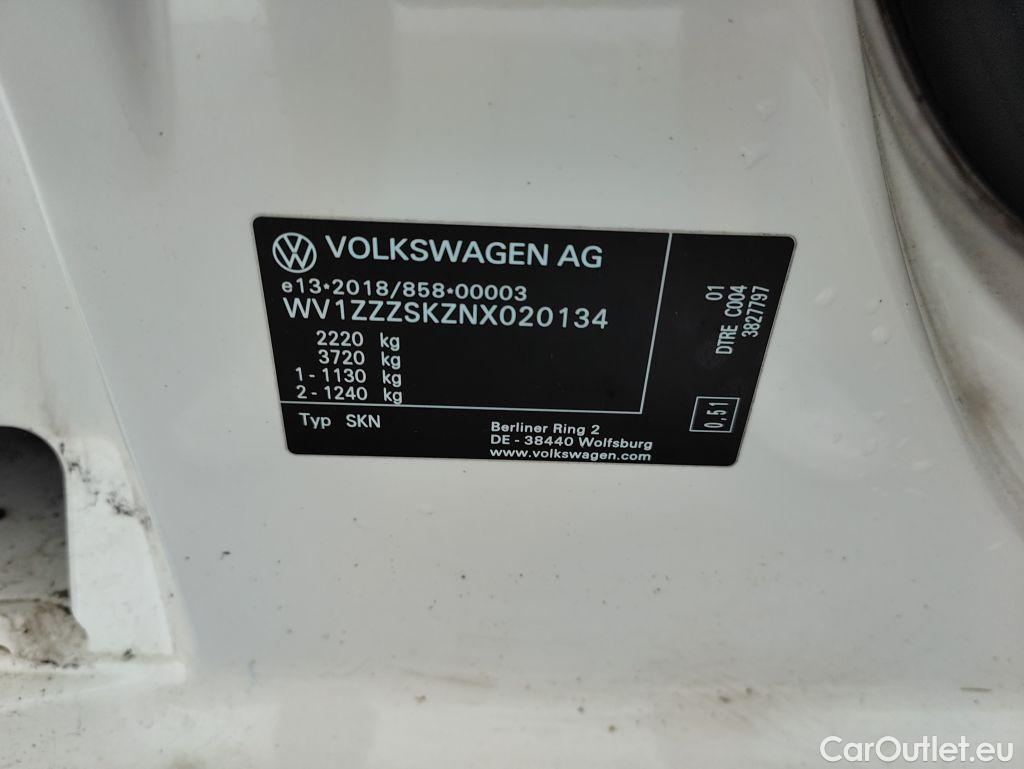 VOLKSWAGEN AG
e13*2018/858*00003
WV1ZZZSKZNX020134
2220 kg
3720 kg
1 - 1130 kg
2 - 1240 kg
Typ SKN
Berliner Ring 2
DE - 38440 Wolfsburg
www.volkswagen.com
01
DTRE C004
3827797
0,51
CarOutlet.eu